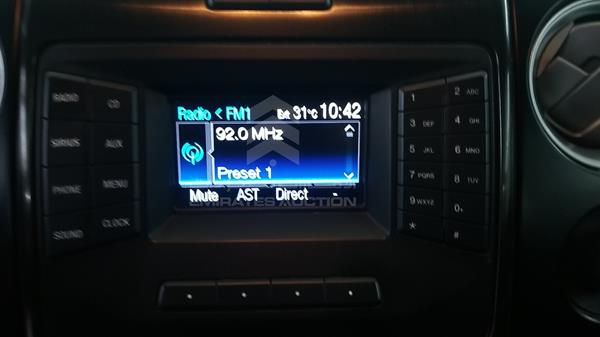 Radio < FM1 Ext 31°C 10:42
92.0 MHz
Preset 1
Mute AST Direct -
EMIRATES AUCTION
RADIO CD
SIRIUS AUX
PHONE MENU
SOUND CLOCK
1 2 ABC
3 DEF 4 GHI
5 JKL 6 MNO
7 PQRS 8 TUV
9 WXYZ 0
* #